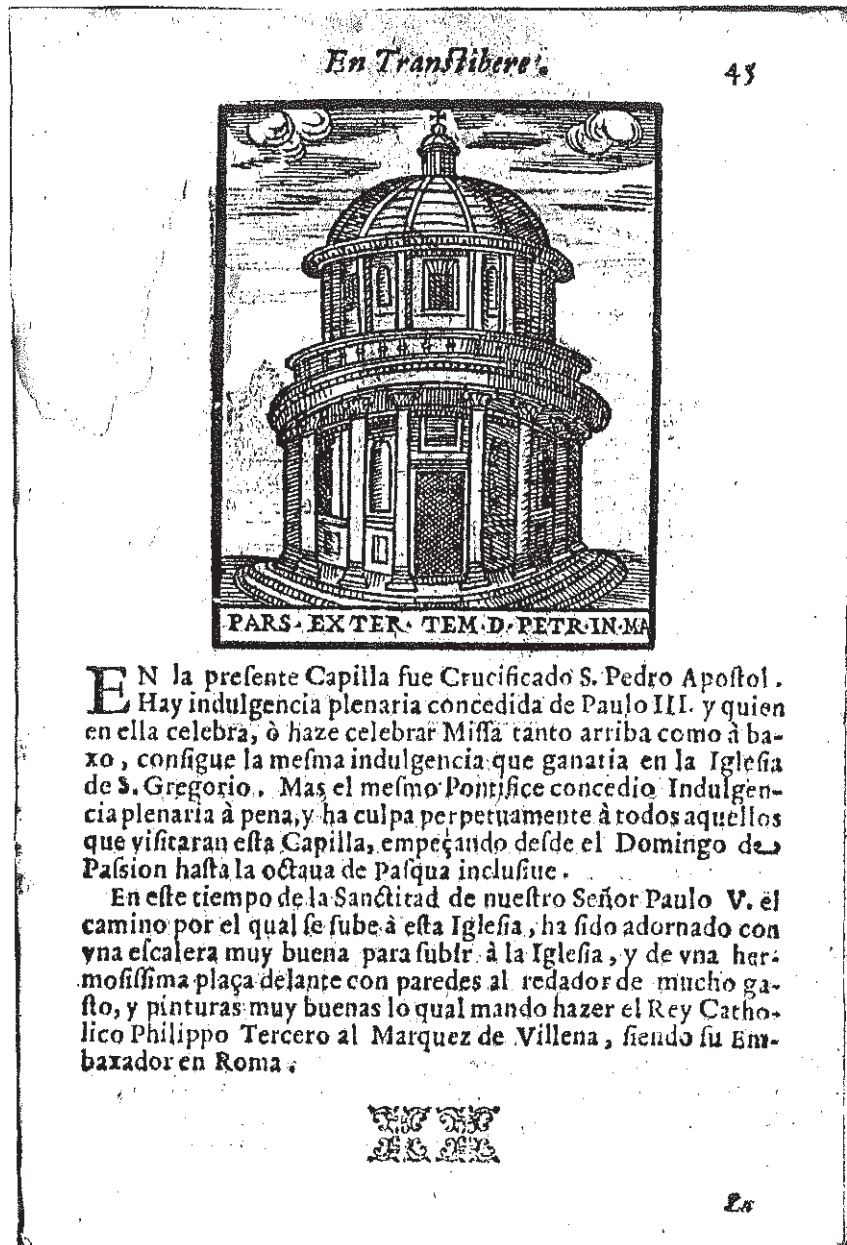 En Tranſtibere.
45
PARS· EXTER· TEM·D·PETR·IN·MA
EN la preſente Capilla fue Crucificado S. Pedro Apoſtol.
Hay indulgencia plenaria concedida de Paulo III. y quien
en ella celebra, ò haze celebrar Miſſa tanto arriba como à ba-
xo, conſigue la meſma indulgencia que ganaria en la Igleſia
de S. Gregorio. Mas el meſmo Pontifice concedio Indulgen-
cia plenaria à pena, y ha culpa perpetuamente à todos aquellos
que viſitaran eſta Capilla, empeçando deſde el Domingo de
Paſsion haſta la octaua de Paſqua incluſiue.
En eſte tiempo de la Sanctitad de nueſtro Señor Paulo V. el
camino por el qual ſe ſube à eſta Igleſia, ha ſido adornado con
vna eſcalera muy buena para ſubir à la Igleſia, y de vna her-
moſiſſima plaça delante con paredes al redador de mucho ga-
ſto, y pinturas muy buenas lo qual mando hazer el Rey Catho-
lico Philippo Tercero al Marquez de Villena, ſiendo ſu Em-
baxador en Roma.